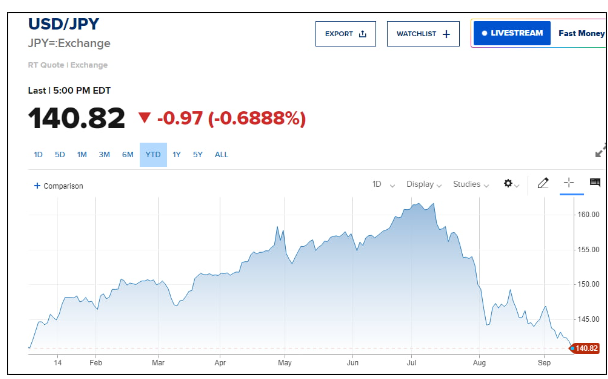 USD/JPY
JPY=:Exchange
RT Quote | Exchange
EXPORT
WATCHLIST +
LIVESTREAM
Fast Money
Last | 5:00 PM EDT
140.82 ▼ -0.97 (-0.6888%)
1D 5D 1M 3M 6M YTD 1Y 5Y ALL
+ Comparison
1D
Display
Studies
160.00
155.00
150.00
145.00
140.82
14 Feb Mar Apr May Jun Jul Aug Sep